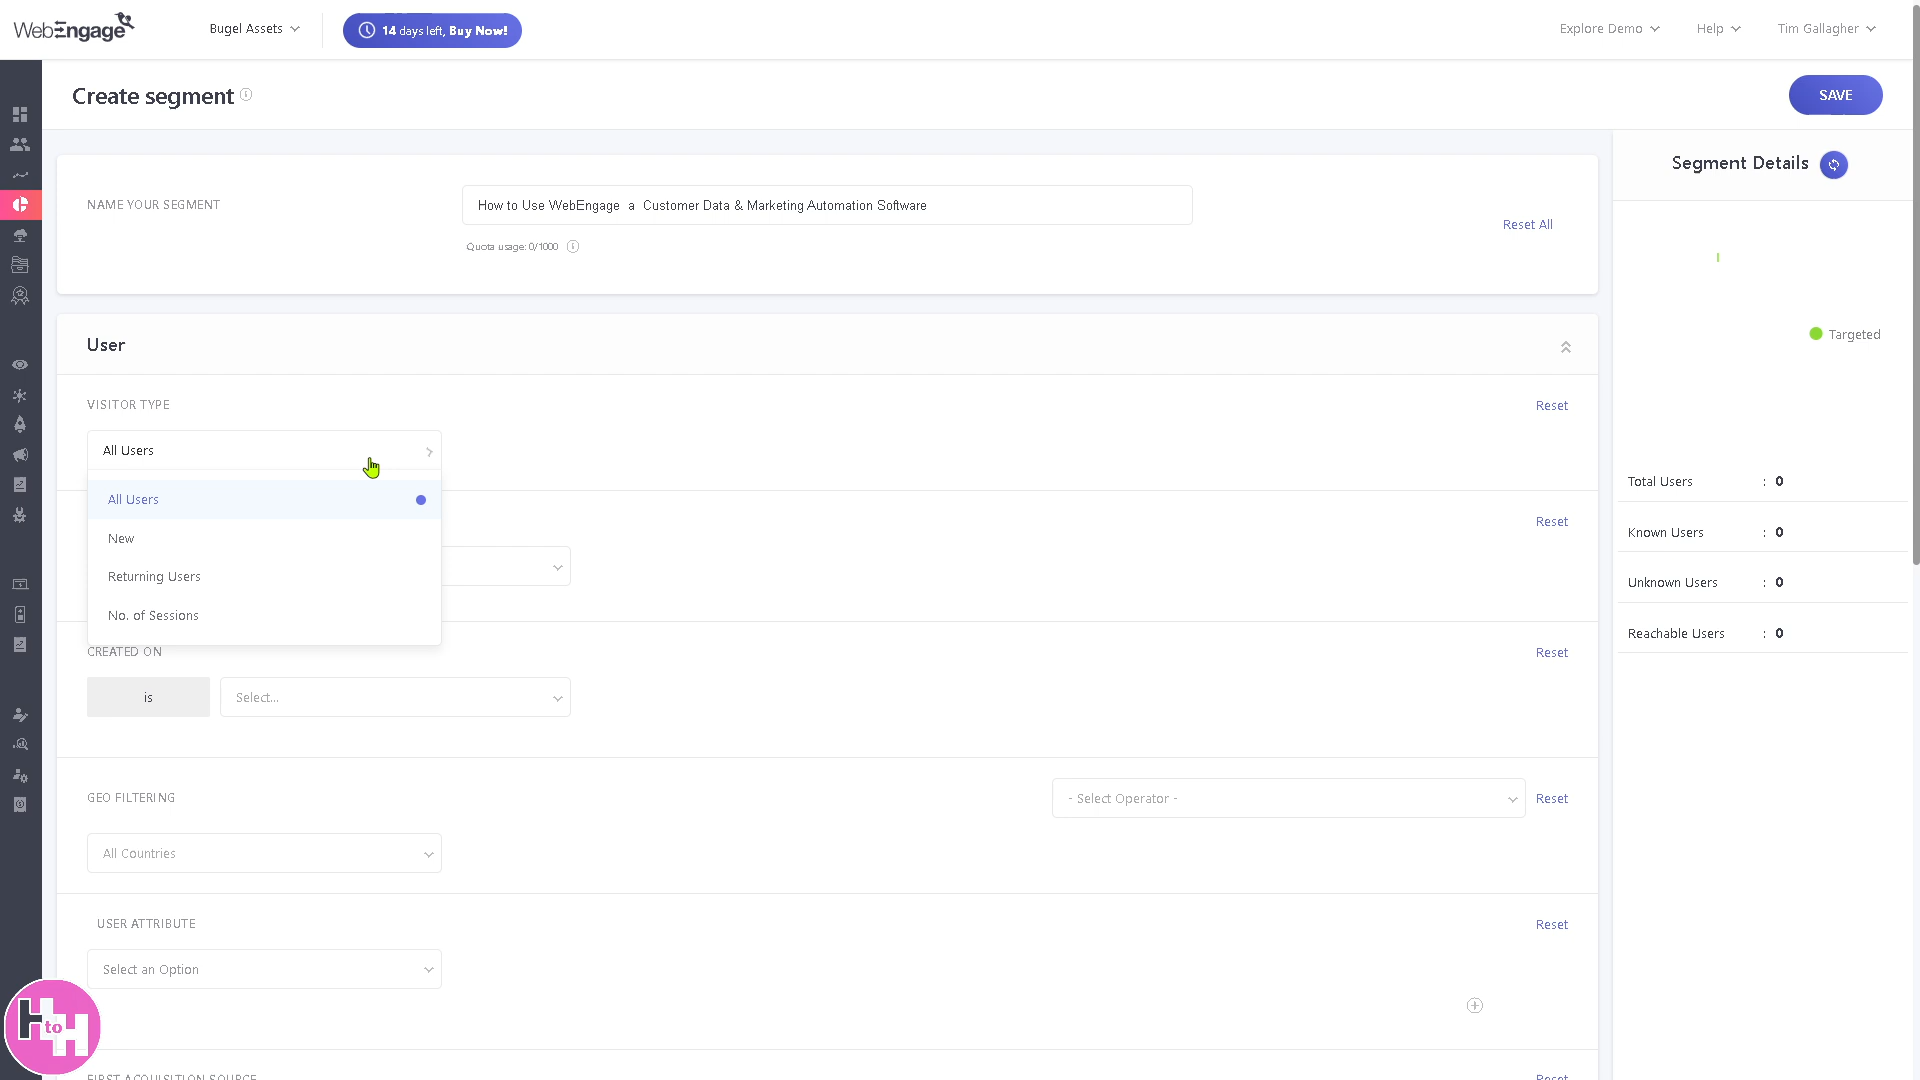 WebEngage
Bugel Assets
14 days left, Buy Now!
Explore Demo
Help
Tim Gallagher
Create segment
SAVE
Segment Details
NAME YOUR SEGMENT
How to Use WebEngage a Customer Data & Marketing Automation Software
Reset All
Quota usage: 0/1000
Targeted
User
VISITOR TYPE
Reset
All Users
All Users
New
Returning Users
No. of Sessions
Reset
Total Users : 0
Known Users : 0
Unknown Users : 0
Reachable Users : 0
CREATED ON
Reset
is
Select...
GEO FILTERING
- Select Operator -
Reset
All Countries
USER ATTRIBUTE
Reset
Select an Option
H to H
FIRST ACQUISITION SOURCE
Reset